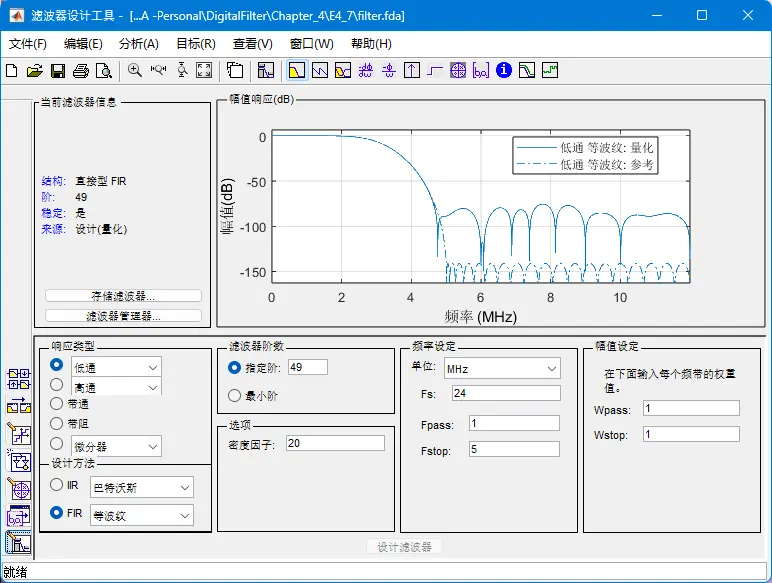 滤波器设计工具 - [...A -Personal\DigitalFilter\Chapter_4\E4_7\filter.fda]
文件(F) 编辑(E) 分析(A) 目标(R) 查看(V) 窗口(W) 帮助(H)
当前滤波器信息
结构: 直接型 FIR
阶: 49
稳定: 是
来源: 设计(量化)
存储滤波器...
滤波器管理器...
幅值响应(dB)
幅值(dB)
0
-50
-100
-150
0 2 4 6 8 10
频率 (MHz)
低通 等波纹: 量化
低通 等波纹: 参考
响应类型
低通
高通
带通
带阻
微分器
设计方法
IIR 巴特沃斯
FIR 等波纹
滤波器阶数
指定阶: 49
最小阶
选项
密度因子: 20
频率设定
单位: MHz
Fs: 24
Fpass: 1
Fstop: 5
幅值设定
在下面输入每个频带的权重
值。
Wpass: 1
Wstop: 1
设计滤波器
就绪